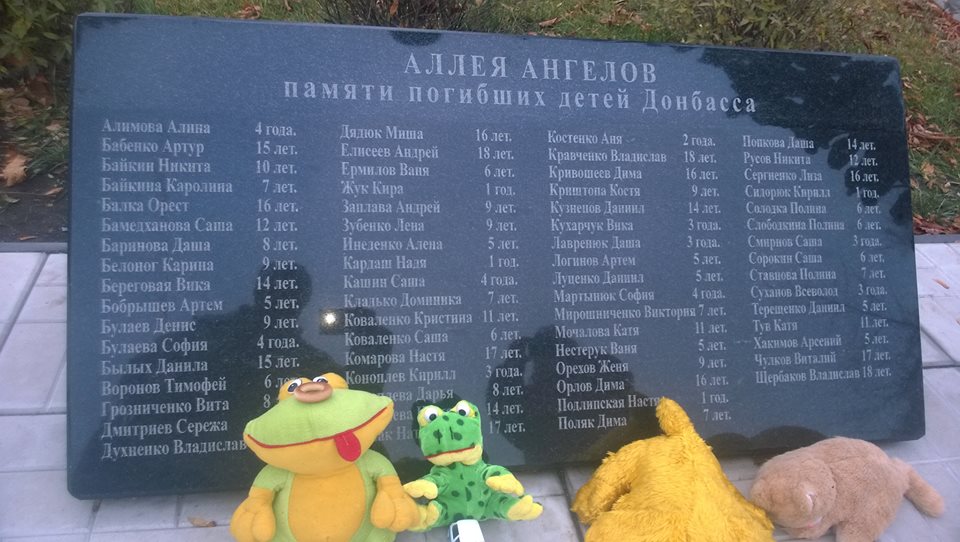 АЛЛЕЯ АНГЕЛОВ
памяти погибших детей Донбасса
Алимова Алина 4 года.
Бабенко Артур 15 лет.
Байкин Никита 10 лет.
Байкина Каролина 7 лет.
Балка Орест 16 лет.
Бамедханова Саша 12 лет.
Баринова Даша 8 лет.
Белоног Карина 9 лет.
Береговая Вика 14 лет.
Бобрышев Артем 5 лет.
Булаев Денис 9 лет.
Булаева София 4 года.
Былых Данила 15 лет.
Воронов Тимофей 6
Грозниченко Вита 8
Дмитриев Сережа
Духненко Владислав
Дядюк Миша 16 лет.
Елисеев Андрей 18 лет.
Ермилов Ваня 6 лет.
Жук Кира 1 год.
Заплава Андрей 9 лет.
Зубенко Лена 9 лет.
Инеденко Алена 5 лет.
Кардаш Надя 1 год.
Кашин Саша 4 года.
Кладько Доминика 7 лет.
Коваленко Кристина 11 лет.
Коваленко Саша 6 лет.
Комарова Настя 17 лет.
Коноплев Кирилл 3 года.
Дарья 8 лет.
14 лет.
17 лет.
Костенко Аня 2 года.
Кравченко Владислав 18 лет.
Кривошеев Дима 16 лет.
Криштопа Костя 9 лет.
Кузнецов Даниил 14 лет.
Кухарчук Вика 3 года.
Лавренюк Даша 3 года.
Логинов Артем 5 лет.
Луценко Даниил 5 лет.
Мартынюк София 4 года.
Мирошниченко Виктория 7 лет.
Мочалова Катя 11 лет.
Нестерук Ваня 5 лет.
Орехов Женя 9 лет.
Орлов Дима 16 лет.
Подлипская Настя 1 год.
Поляк Дима 7 лет.
Попкова Даша 14 лет.
Русов Никита 12 лет.
Сергиенко Лиза 16 лет.
Сидорюк Кирилл 1 год.
Солодка Полина 6 лет.
Слободкина Полина 6 лет.
Смирнов Саша 3 года.
Сорокин Саша 6 лет.
Ставцова Полина 7 лет.
Суханов Всеволод 3 года.
Терещенко Даниил 5 лет.
Тув Катя 11 лет.
Хакимов Арсений 5 лет.
Чулков Виталий 17 лет.
Щербаков Владислав 18 лет.